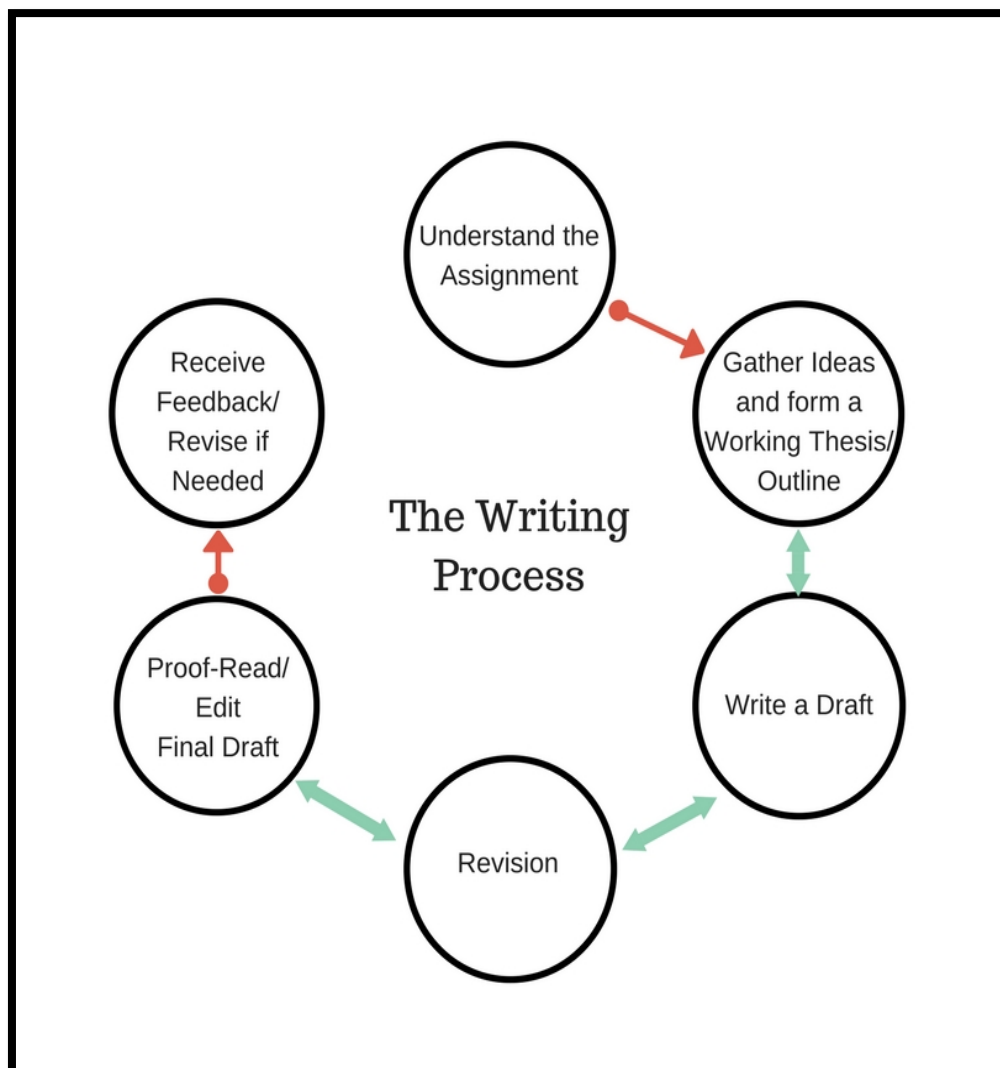 The Writing
Process
Understand the
Assignment
Gather Ideas
and form a
Working Thesis/
Outline
Write a Draft
Revision
Proof-Read/
Edit
Final Draft
Receive
Feedback/
Revise if
Needed